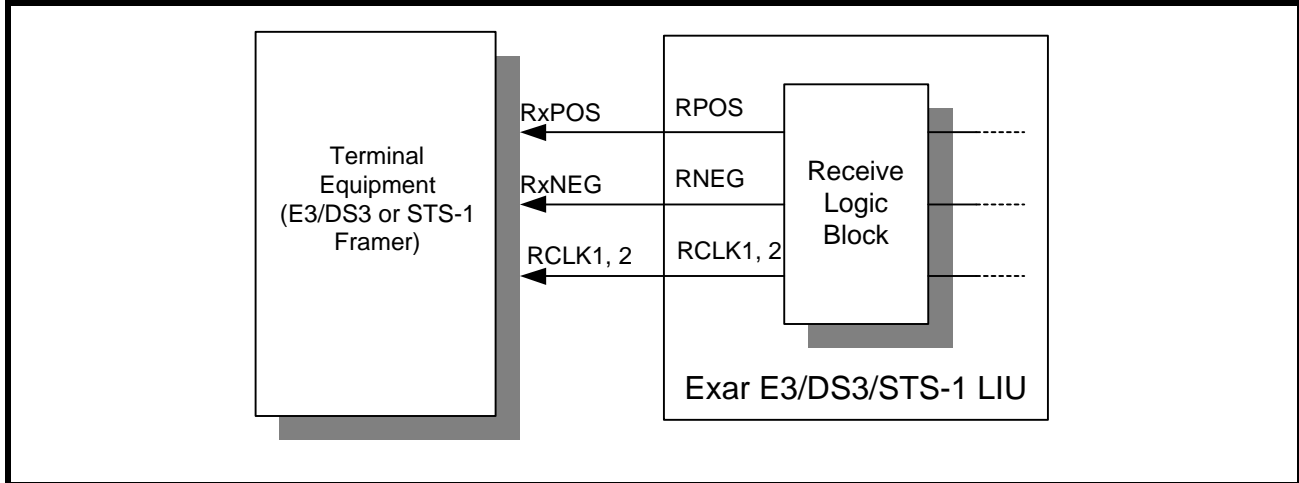 RxPOS
RPOS
Terminal
Equipment
(E3/DS3 or STS-1
Framer)
RxNEG
RNEG
Receive
Logic
Block
RCLK1, 2
RCLK1, 2
Exar E3/DS3/STS-1 LIU